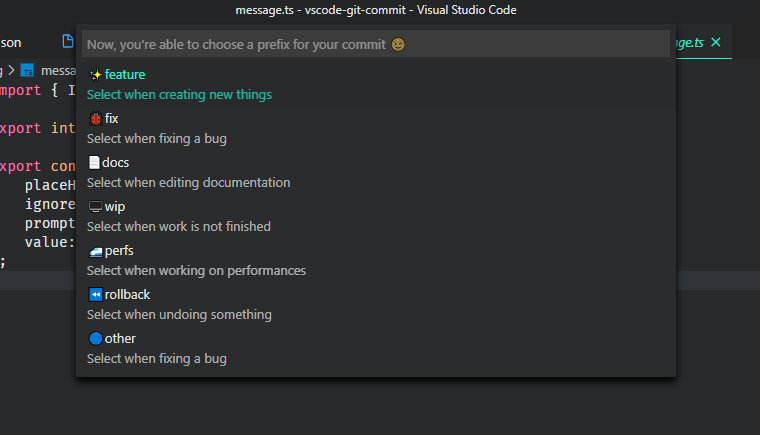 message.ts - vscode-git-commit - Visual Studio Code
Now, you're able to choose a prefix for your commit 😉
✨ feature
Select when creating new things
🐞 fix
Select when fixing a bug
📄 docs
Select when editing documentation
💻 wip
Select when work is not finished
🚅 perfs
Select when working on performances
⏪ rollback
Select when undoing something
🔵 other
Select when fixing a bug
son
ge.ts
g > TS messa
mport { I
xport int
xport con
placeH
ignore
prompt
value:
;